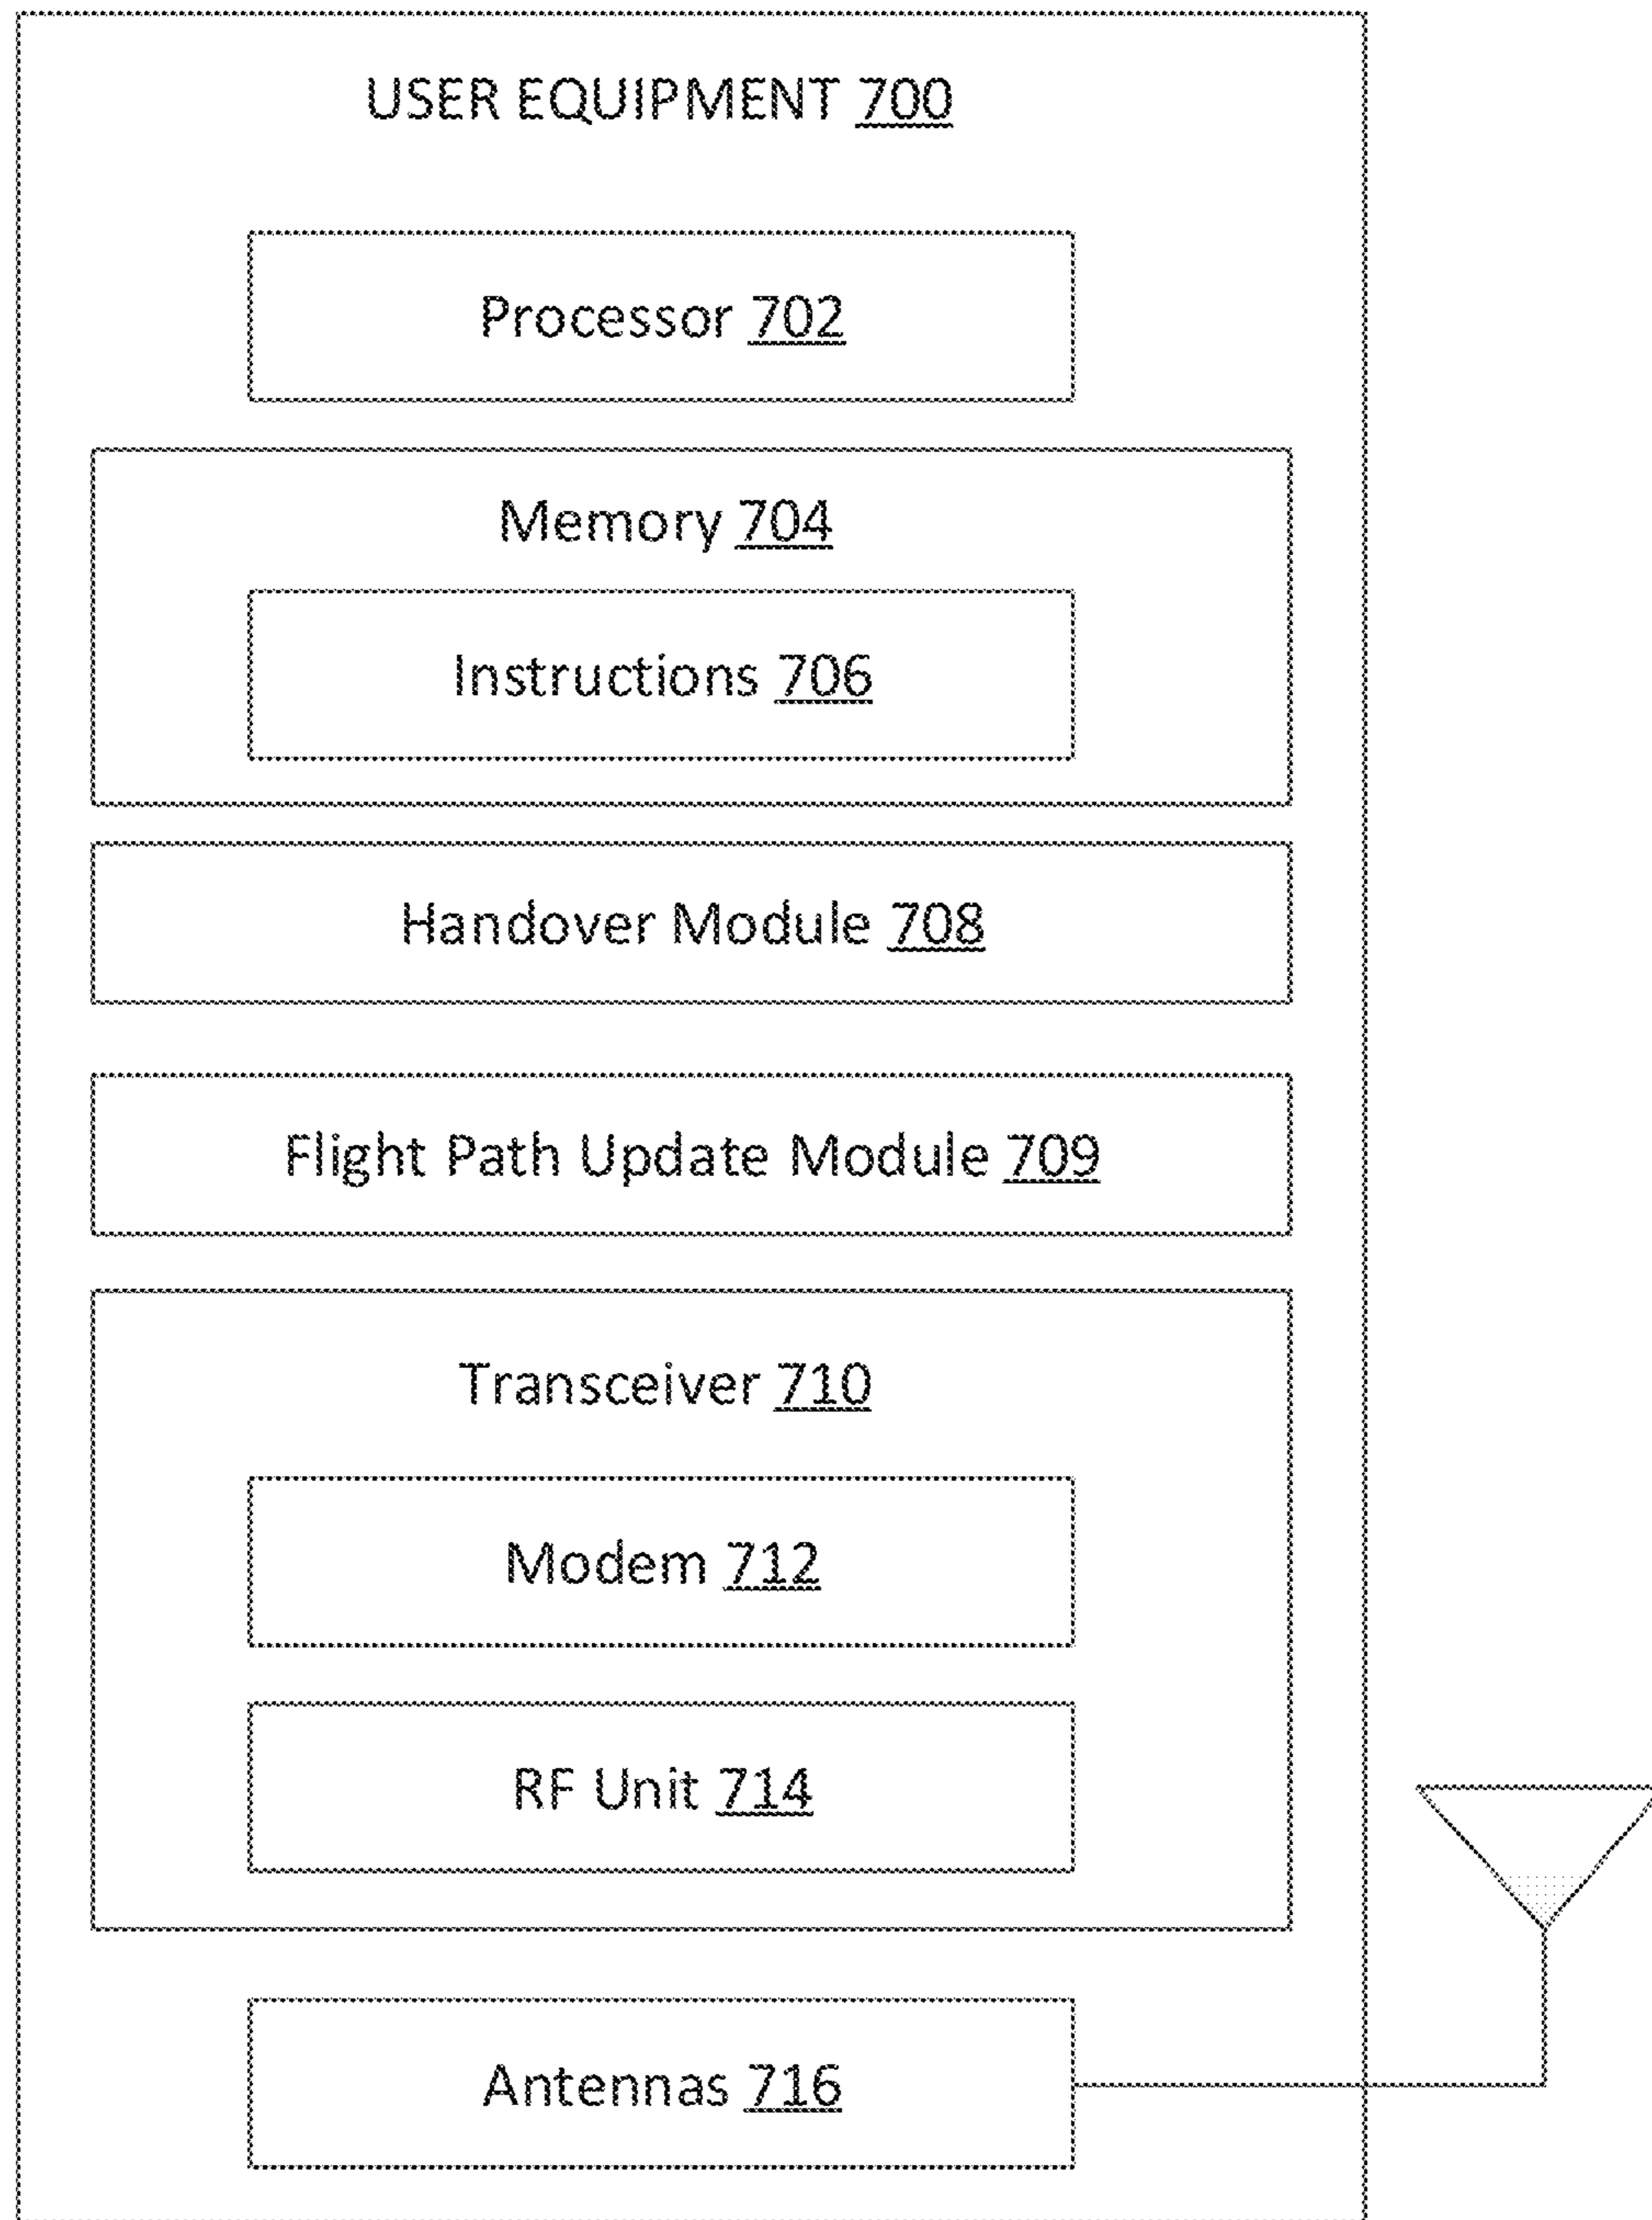 USER EQUIPMENT 700
Processor 702
Memory 704
Instructions 706
Handover Module 708
Flight Path Update Module 709
Transceiver 710
Modem 712
RF Unit 714
Antennas 716